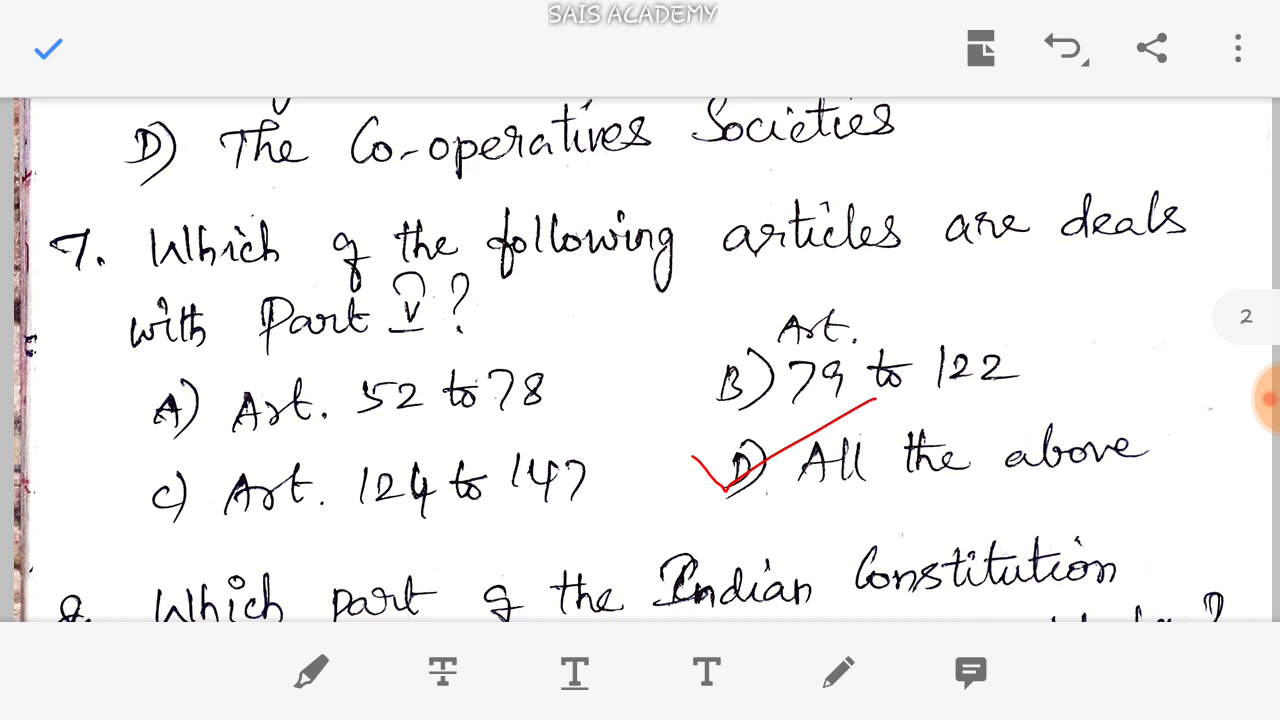 SAIS ACADEMY
D) The Co-operatives Societies
7. Which of the following articles are deals
with Part V?
A) Art. 52 to 78
Art.
B) 79 to 122
C) Art. 124 to 147
D) All the above
8. Which part of the Indian Constitution
2